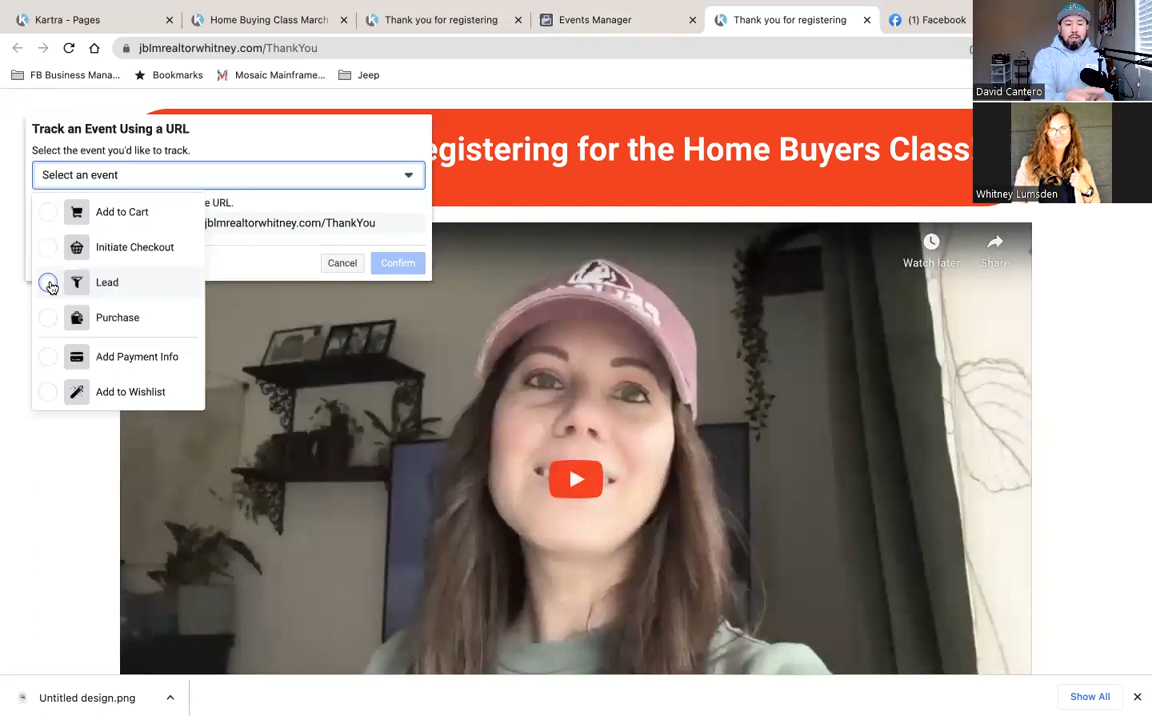 Kartra - Pages
Home Buying Class March
Thank you for registering
Events Manager
Thank you for registering
(1) Facebook
jblmrealtorwhitney.com/ThankYou
FB Business Mana...
Bookmarks
Mosaic Mainframe...
Jeep
David Cantero
Whitney Lumsden
egistering for the Home Buyers Class
Track an Event Using a URL
Select the event you'd like to track.
Select an event
e URL.
jblmrealtorwhitney.com/ThankYou
Cancel
Confirm
Add to Cart
Initiate Checkout
Lead
Purchase
Add Payment Info
Add to Wishlist
Watch later
Share
Untitled design.png
Show All